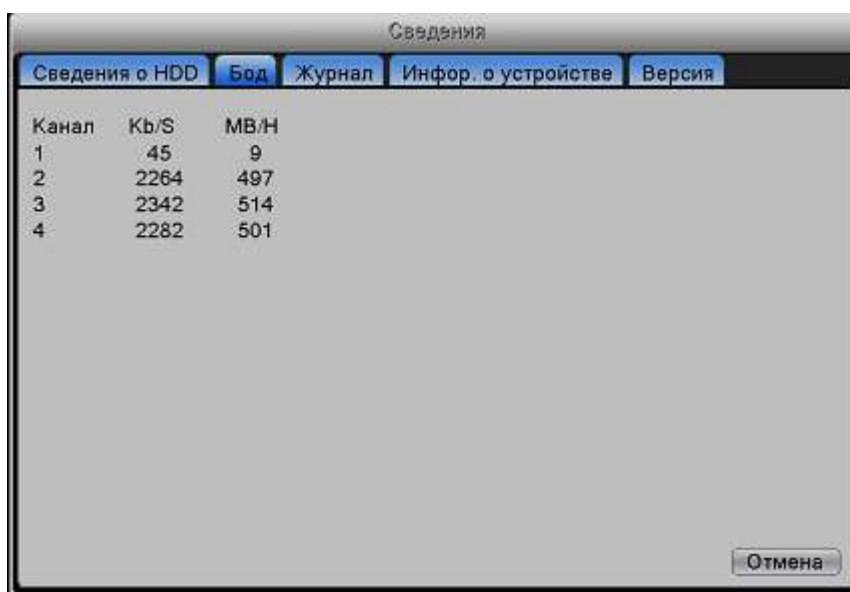 Сведения
Сведения о HDD Бод Журнал Инфор. о устройстве Версия
Канал Kb/S MB/H
1 45 9
2 2264 497
3 2342 514
4 2282 501
Отмена